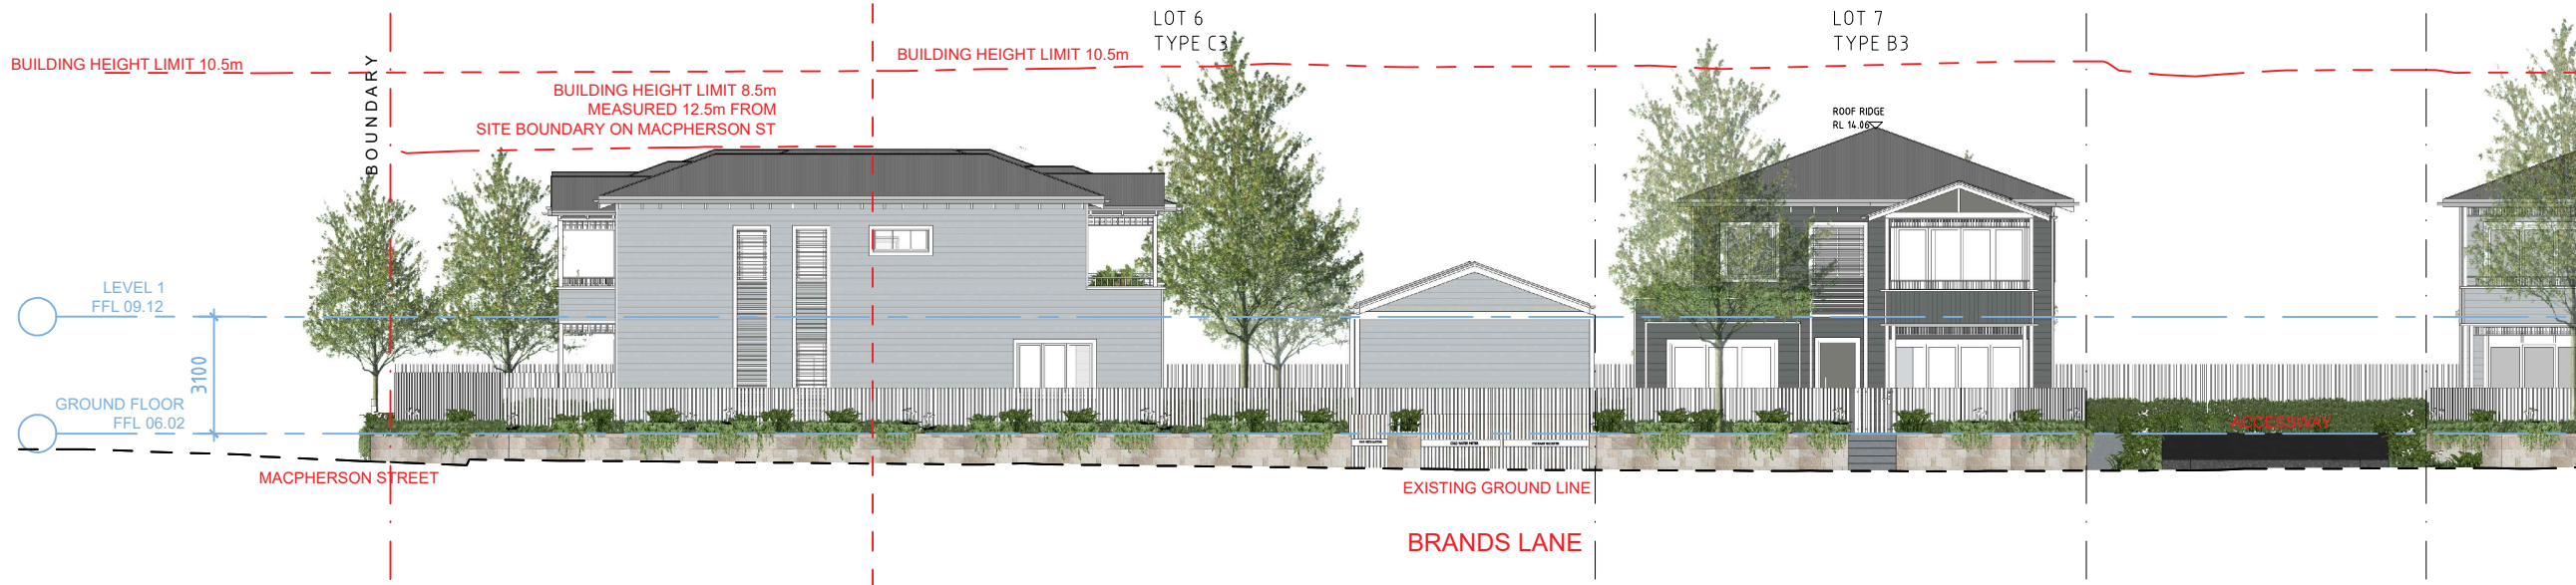 LOT 6
TYPE C3
LOT 7
TYPE B3
BUILDING HEIGHT LIMIT 10.5m
BOUNDARY
BUILDING HEIGHT LIMIT 10.5m
BUILDING HEIGHT LIMIT 8.5m
MEASURED 12.5m FROM
SITE BOUNDARY ON MACPHERSON ST
ROOF RIDGE
RL 14.06
LEVEL 1
FFL 09.12
3100
GROUND FLOOR
FFL 06.02
ACCESSWAY
MACPHERSON STREET
EXISTING GROUND LINE
BRANDS LANE